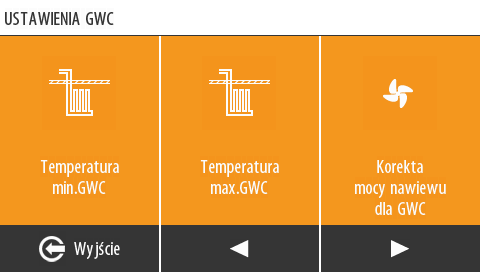 USTAWIENIA GWC
Temperatura
min.GWC
Temperatura
max.GWC
Korekta
mocy nawiewu
dla GWC
Wyjście